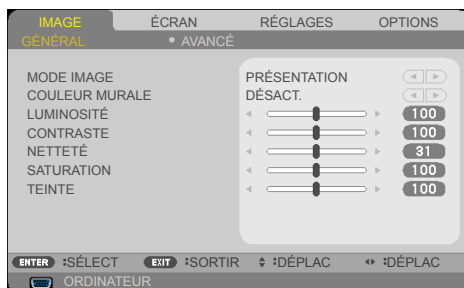 IMAGE ÉCRAN RÉGLAGES OPTIONS
GÉNÉRAL • AVANCÉ
MODE IMAGE PRÉSENTATION
COULEUR MURALE DÉSACT.
LUMINOSITÉ 100
CONTRASTE 100
NETTETÉ 31
SATURATION 100
TEINTE 100
ENTER :SÉLECT EXIT :SORTIR :DÉPLAC :DÉPLAC
ORDINATEUR